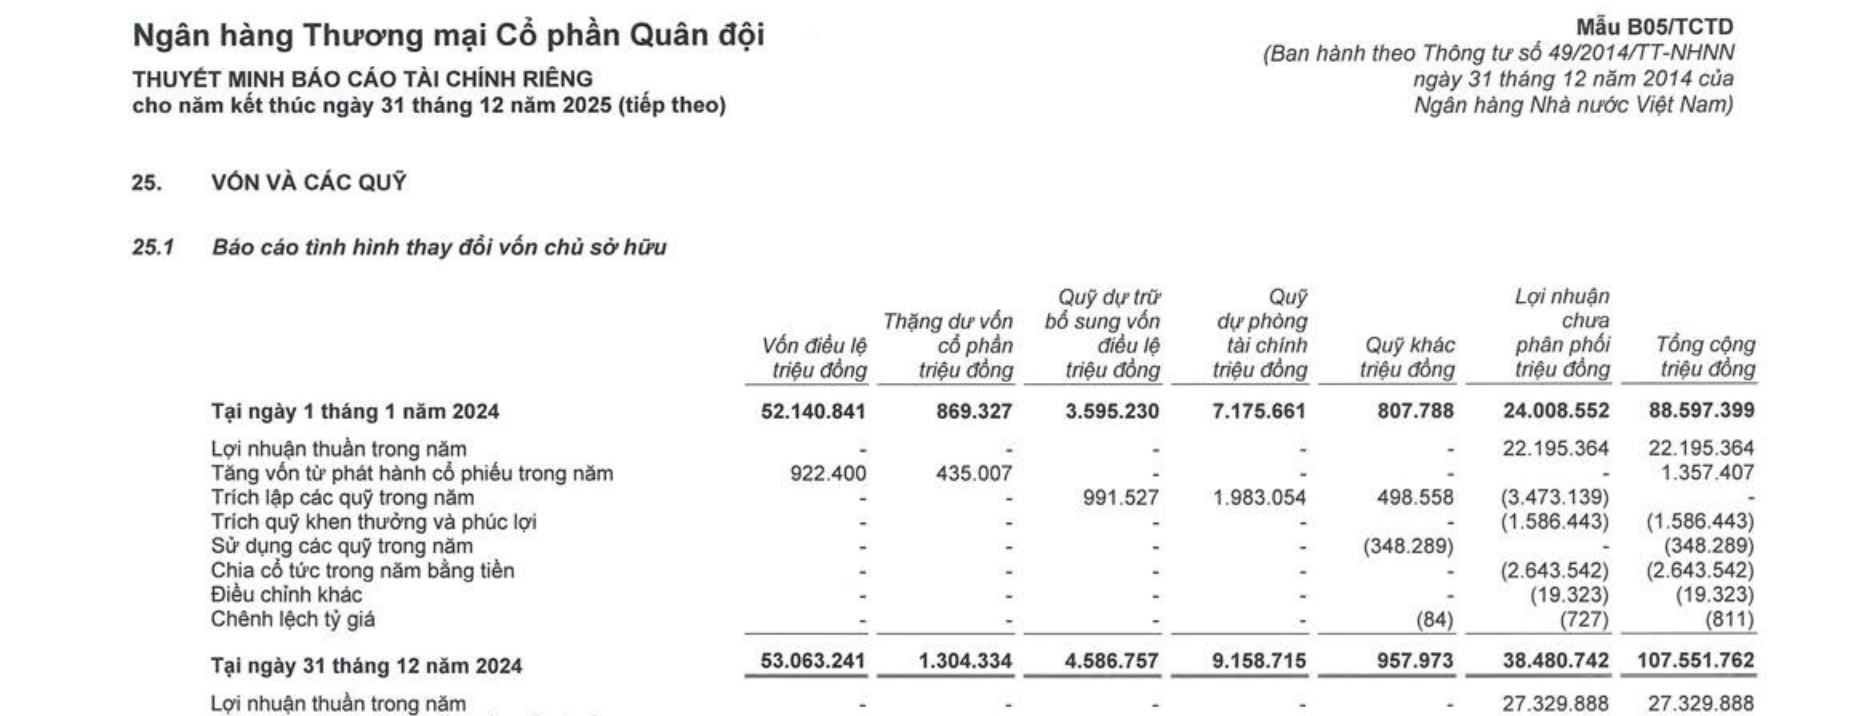 Ngân hàng Thương mại Cổ phần Quân đội
THUYẾT MINH BÁO CÁO TÀI CHÍNH RIÊNG
cho năm kết thúc ngày 31 tháng 12 năm 2025 (tiếp theo)
Mẫu B05/TCTD
(Ban hành theo Thông tư số 49/2014/TT-NHNN
ngày 31 tháng 12 năm 2014 của
Ngân hàng Nhà nước Việt Nam)
25. VỐN VÀ CÁC QUỸ
25.1 Báo cáo tình hình thay đổi vốn chủ sở hữu
Vốn điều lệ triệu đồng
Thặng dư vốn cổ phần triệu đồng
Quỹ dự trữ bổ sung vốn điều lệ triệu đồng
Quỹ dự phòng tài chính triệu đồng
Quỹ khác triệu đồng
Lợi nhuận chưa phân phối triệu đồng
Tổng cộng triệu đồng
Tại ngày 1 tháng 1 năm 2024 52.140.841 869.327 3.595.230 7.175.661 807.788 24.008.552 88.597.399
Lợi nhuận thuần trong năm - - - - - 22.195.364 22.195.364
Tăng vốn từ phát hành cổ phiếu trong năm 922.400 435.007 - - - - 1.357.407
Trích lập các quỹ trong năm - - 991.527 1.983.054 498.558 (3.473.139) -
Trích quỹ khen thưởng và phúc lợi - - - - - (1.586.443) (1.586.443)
Sử dụng các quỹ trong năm - - - - (348.289) - (348.289)
Chia cổ tức trong năm bằng tiền - - - - - (2.643.542) (2.643.542)
Điều chỉnh khác - - - - - (19.323) (19.323)
Chênh lệch tỷ giá - - - - (84) (727) (811)
Tại ngày 31 tháng 12 năm 2024 53.063.241 1.304.334 4.586.757 9.158.715 957.973 38.480.742 107.551.762
Lợi nhuận thuần trong năm - - - - - 27.329.888 27.329.888